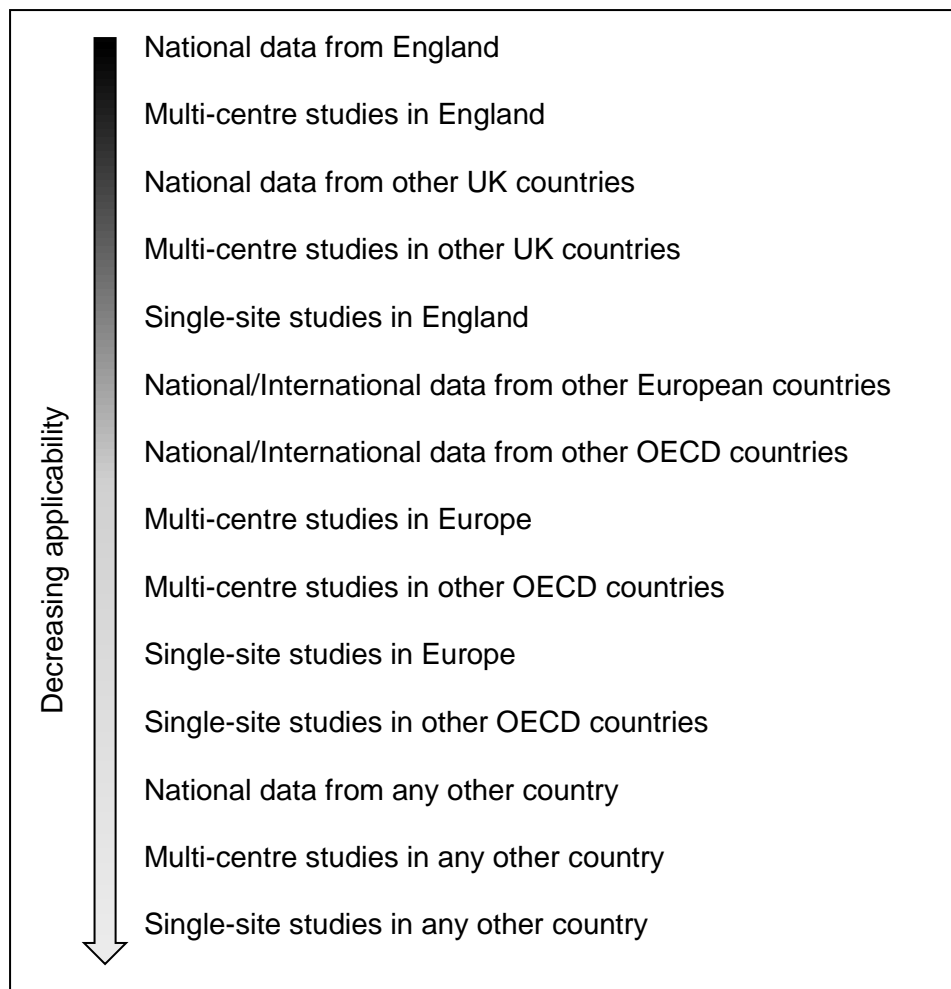 National data from England
Multi-centre studies in England
National data from other UK countries
Multi-centre studies in other UK countries
Single-site studies in England
National/International data from other European countries
National/International data from other OECD countries
Multi-centre studies in Europe
Multi-centre studies in other OECD countries
Single-site studies in Europe
Single-site studies in other OECD countries
National data from any other country
Multi-centre studies in any other country
Single-site studies in any other country
Decreasing applicability